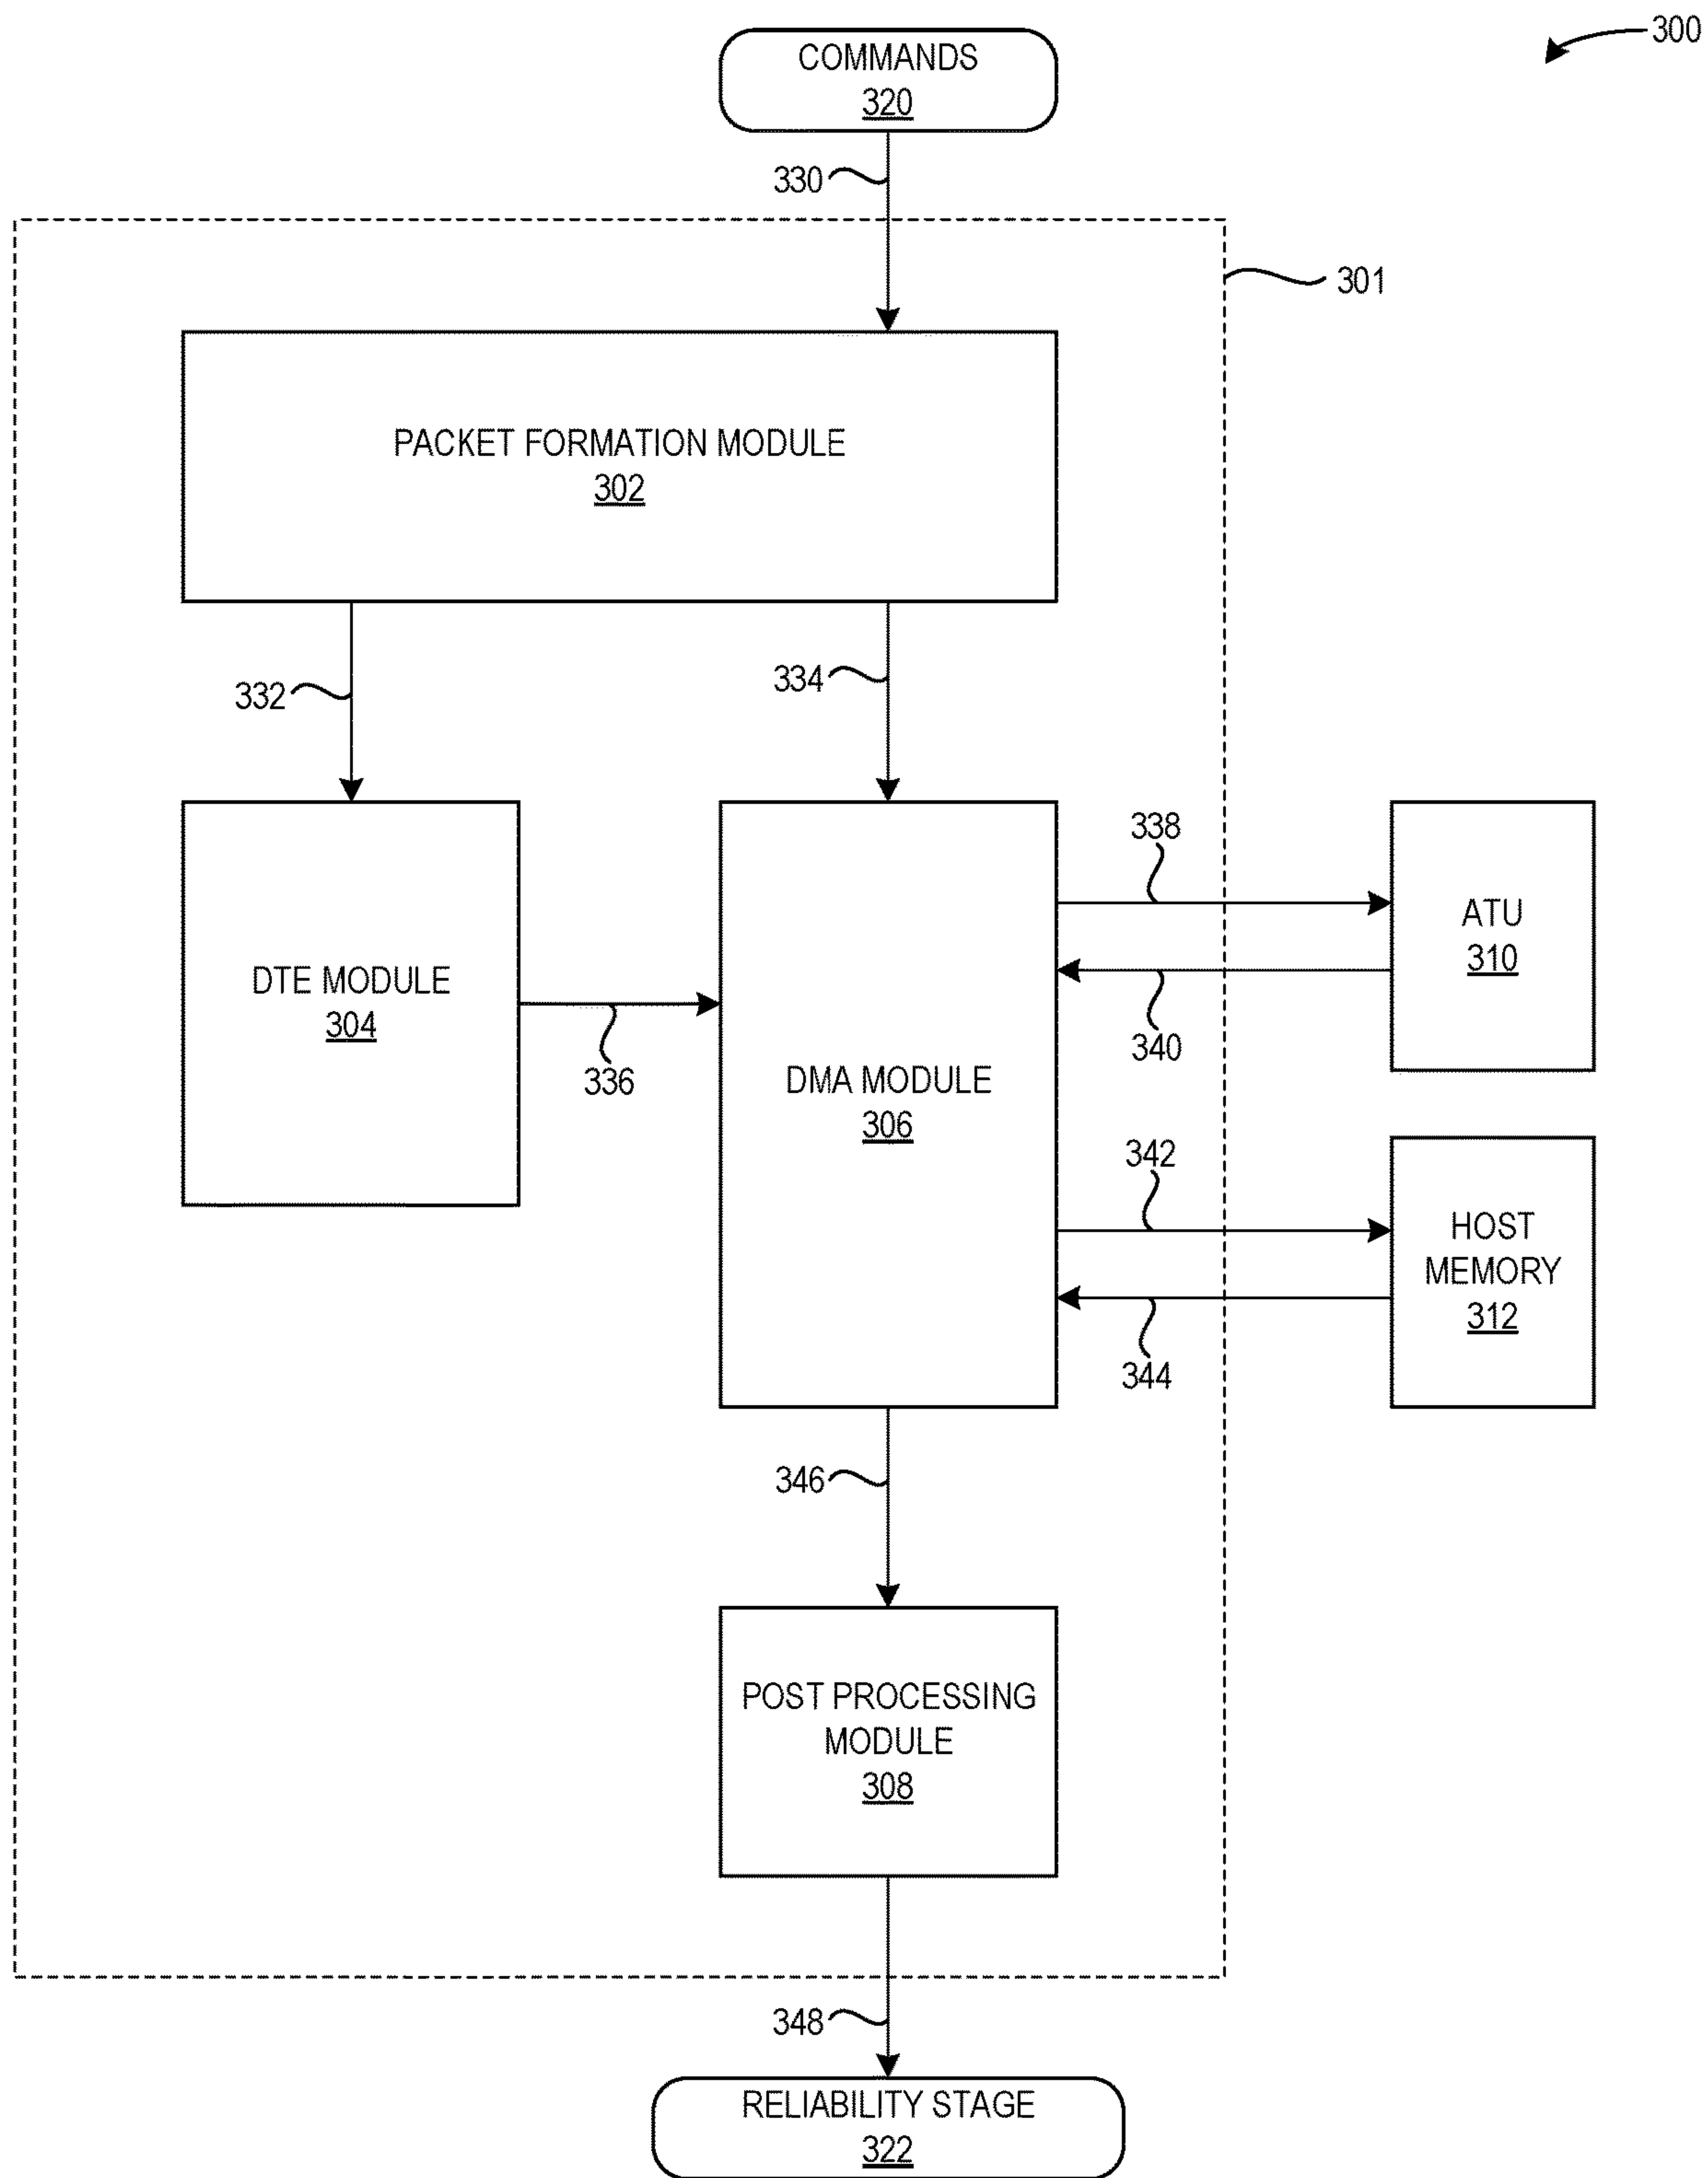 300
COMMANDS
320
330
301
PACKET FORMATION MODULE
302
332
334
338
ATU
310
DTE MODULE
304
340
336
DMA MODULE
306
342
HOST
MEMORY
312
344
346
POST PROCESSING
MODULE
308
348
RELIABILITY STAGE
322